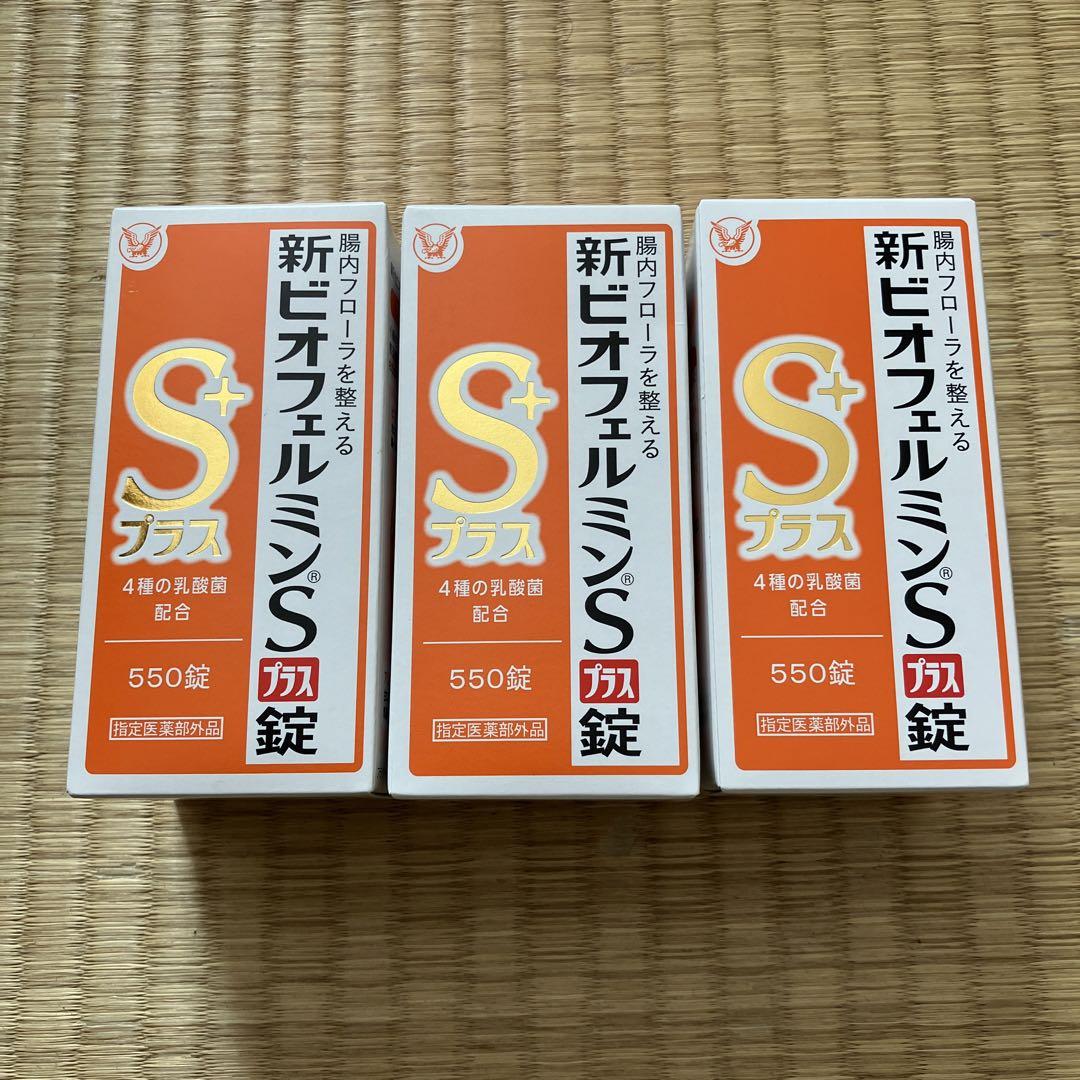 腸内フローラを整える
新ビオフェルミン®Sプラス錠
S+
プラス
4種の乳酸菌
配合
550錠
指定医薬部外品
腸内フローラを整える
新ビオフェルミン®Sプラス錠
S+
プラス
4種の乳酸菌
配合
550錠
指定医薬部外品
腸内フローラを整える
新ビオフェルミン®Sプラス錠
S+
プラス
4種の乳酸菌
配合
550錠
指定医薬部外品